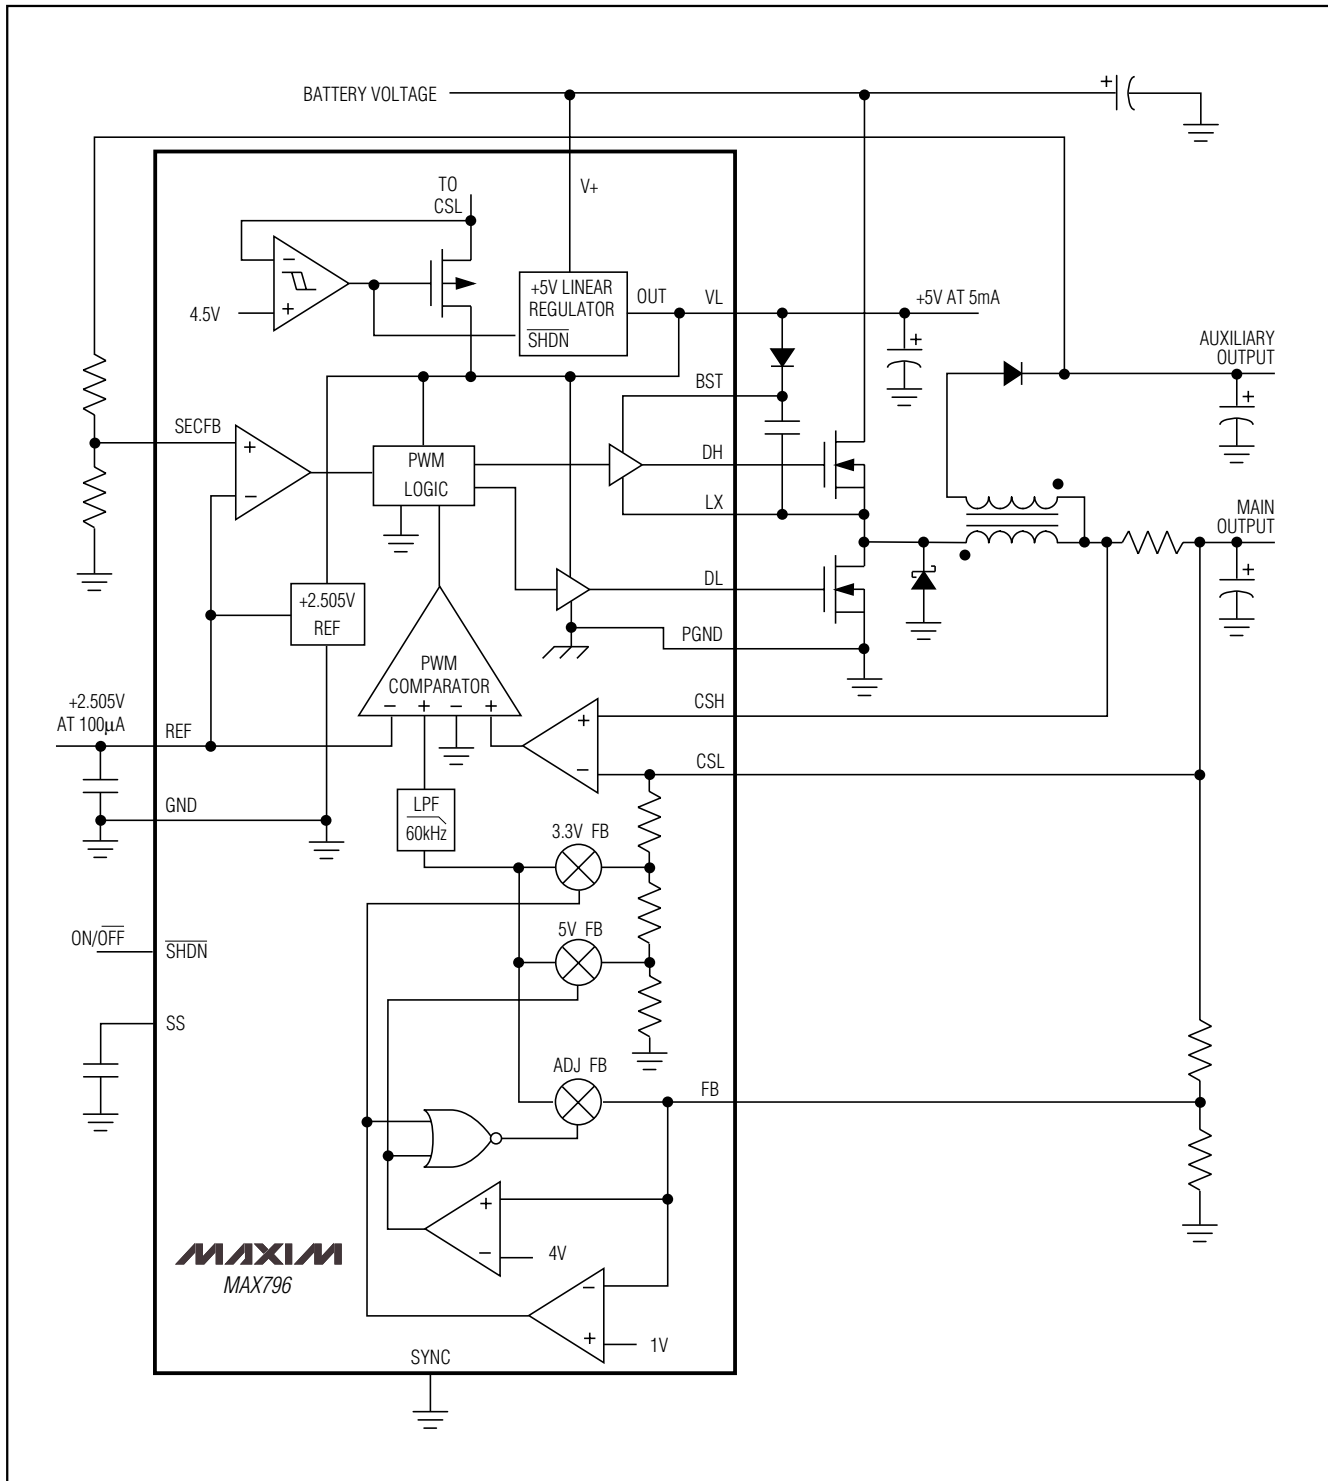 BATTERY VOLTAGE
+
TO
CSL
V+
−
+
4.5V
+5V LINEAR
REGULATOR
SHDN
OUT
VL
+5V AT 5mA
+
AUXILIARY
OUTPUT
+
BST
SECFB
+
−
PWM
LOGIC
DH
LX
MAIN
OUTPUT
+
DL
+2.505V
REF
PGND
PWM
COMPARATOR
− + − +
+2.505V
AT 100µA
REF
+
−
CSH
CSL
GND
LPF
60kHz
3.3V FB
ON/OFF
SHDN
5V FB
SS
ADJ FB
FB
+
−
4V
MAXIM
MAX796
−
+
1V
SYNC